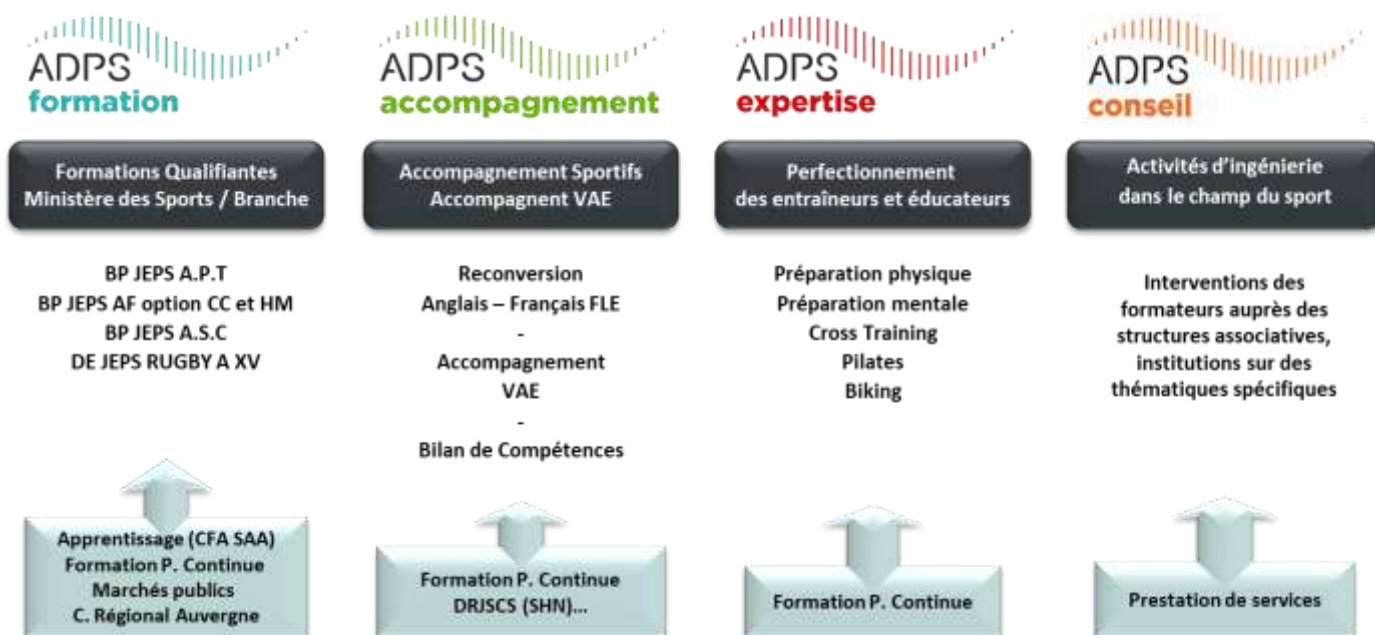 ADPS
formation
Formations Qualifiantes
Ministère des Sports / Branche
BP JEPS A.P.T
BP JEPS AF option CC et HM
BP JEPS A.S.C
DE JEPS RUGBY A XV
Apprentissage (CFA SAA)
Formation P. Continue
Marchés publics
C. Régional Auvergne
ADPS
accompagnement
Accompagnement Sportifs
Accompagnent VAE
Reconversion
Anglais – Français FLE
-
Accompagnement
VAE
-
Bilan de Compétences
Formation P. Continue
DRJSCS (SHN)...
ADPS
expertise
Perfectionnement
des entraîneurs et éducateurs
Préparation physique
Préparation mentale
Cross Training
Pilates
Biking
Formation P. Continue
ADPS
conseil
Activités d'ingénierie
dans le champ du sport
Interventions des
formateurs auprès des
structures associatives,
institutions sur des
thématiques spécifiques
Prestation de services